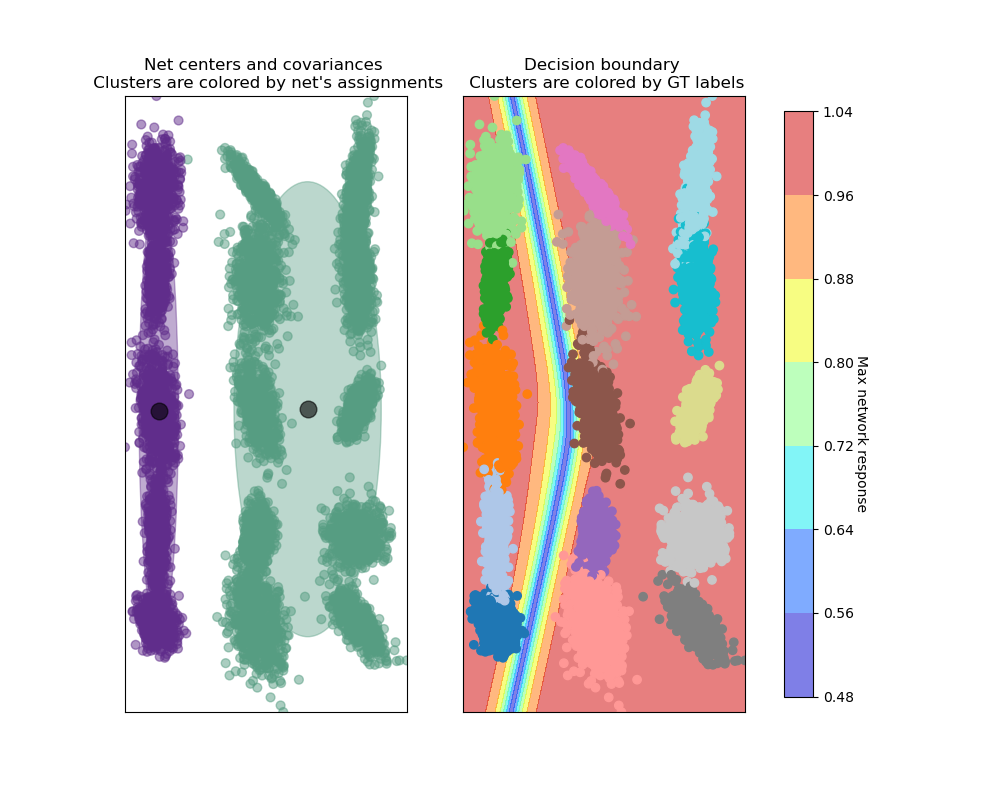 Net centers and covariances
Clusters are colored by net's assignments
Decision boundary
Clusters are colored by GT labels
1.04
0.96
0.88
0.80
0.72
0.64
0.56
0.48
Max network response